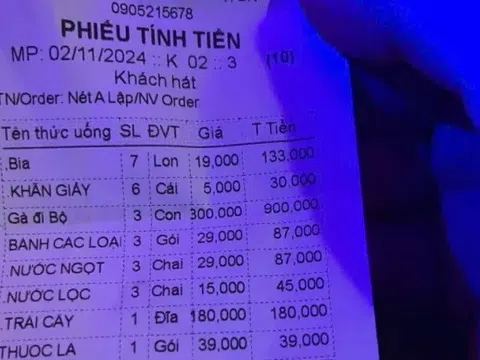 0905215678
PHIẾU TÍNH TIỀN
MP: 02/11/2024 :: K 02 :: 3 (10)
Khách hát
TN/Order: Nét A Lập/NV Order
Tên thức uống SL ĐVT Giá T Tiền
.Bia 7 Lon 19,000 133,000
.KHĂN GIẤY 6 Cái 5,000 30,000
Gà đi Bộ 3 Con 300,000 900,000
BÁNH CÁC LOẠI 3 Gói 29,000 87,000
.NƯỚC NGỌT 3 Chai 29,000 87,000
.NƯỚC LỌC 3 Chai 15,000 45,000
.TRÁI CÂY 1 Đĩa 180,000 180,000
THUỐC LÁ 1 Gói 39,000 39,000